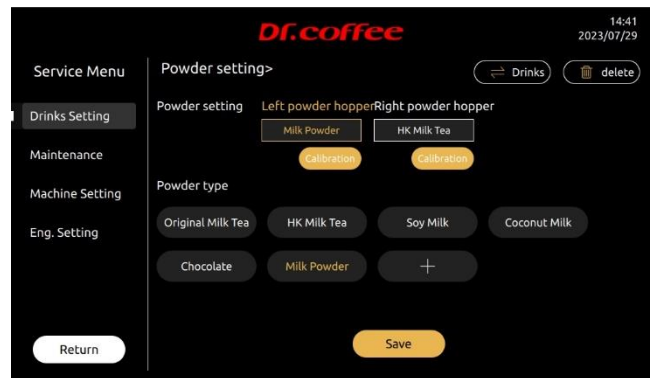 Dr.coffee
14:41
2023/07/29
Service Menu
Drinks Setting
Maintenance
Machine Setting
Eng. Setting
Return
Powder setting>
Drinks
delete
Powder setting
Left powder hopper
Right powder hopper
Milk Powder
HK Milk Tea
Calibration
Calibration
Powder type
Original Milk Tea
HK Milk Tea
Soy Milk
Coconut Milk
Chocolate
Milk Powder
+
Save